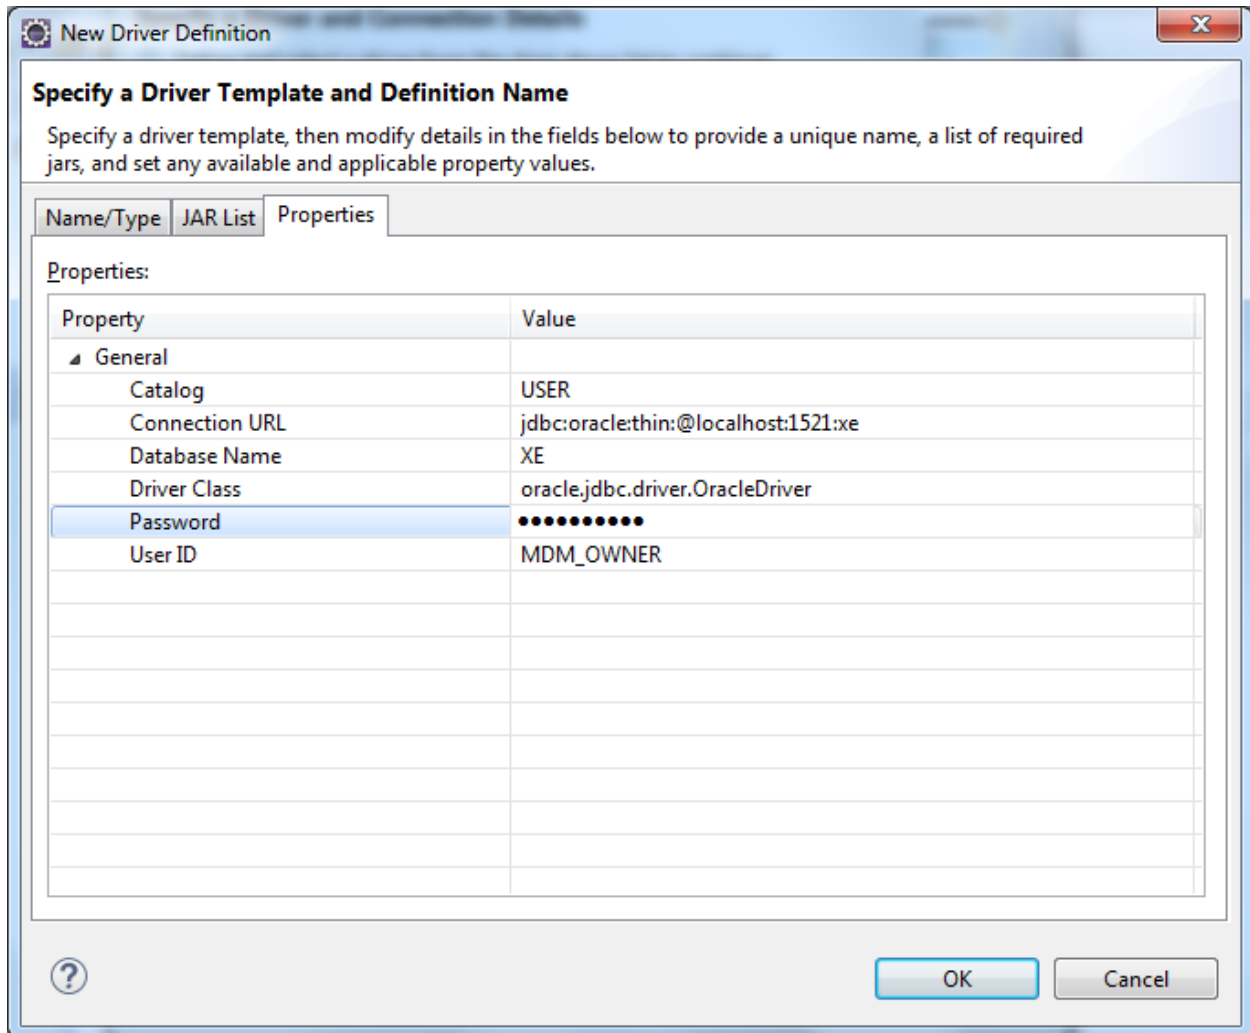 New Driver Definition
Specify a Driver Template and Definition Name
Specify a driver template, then modify details in the fields below to provide a unique name, a list of required
jars, and set any available and applicable property values.
Name/Type JAR List Properties
Properties:
Property Value
General
Catalog USER
Connection URL jdbc:oracle:thin:@localhost:1521:xe
Database Name XE
Driver Class oracle.jdbc.driver.OracleDriver
Password ••••••••••
User ID MDM_OWNER
OK Cancel